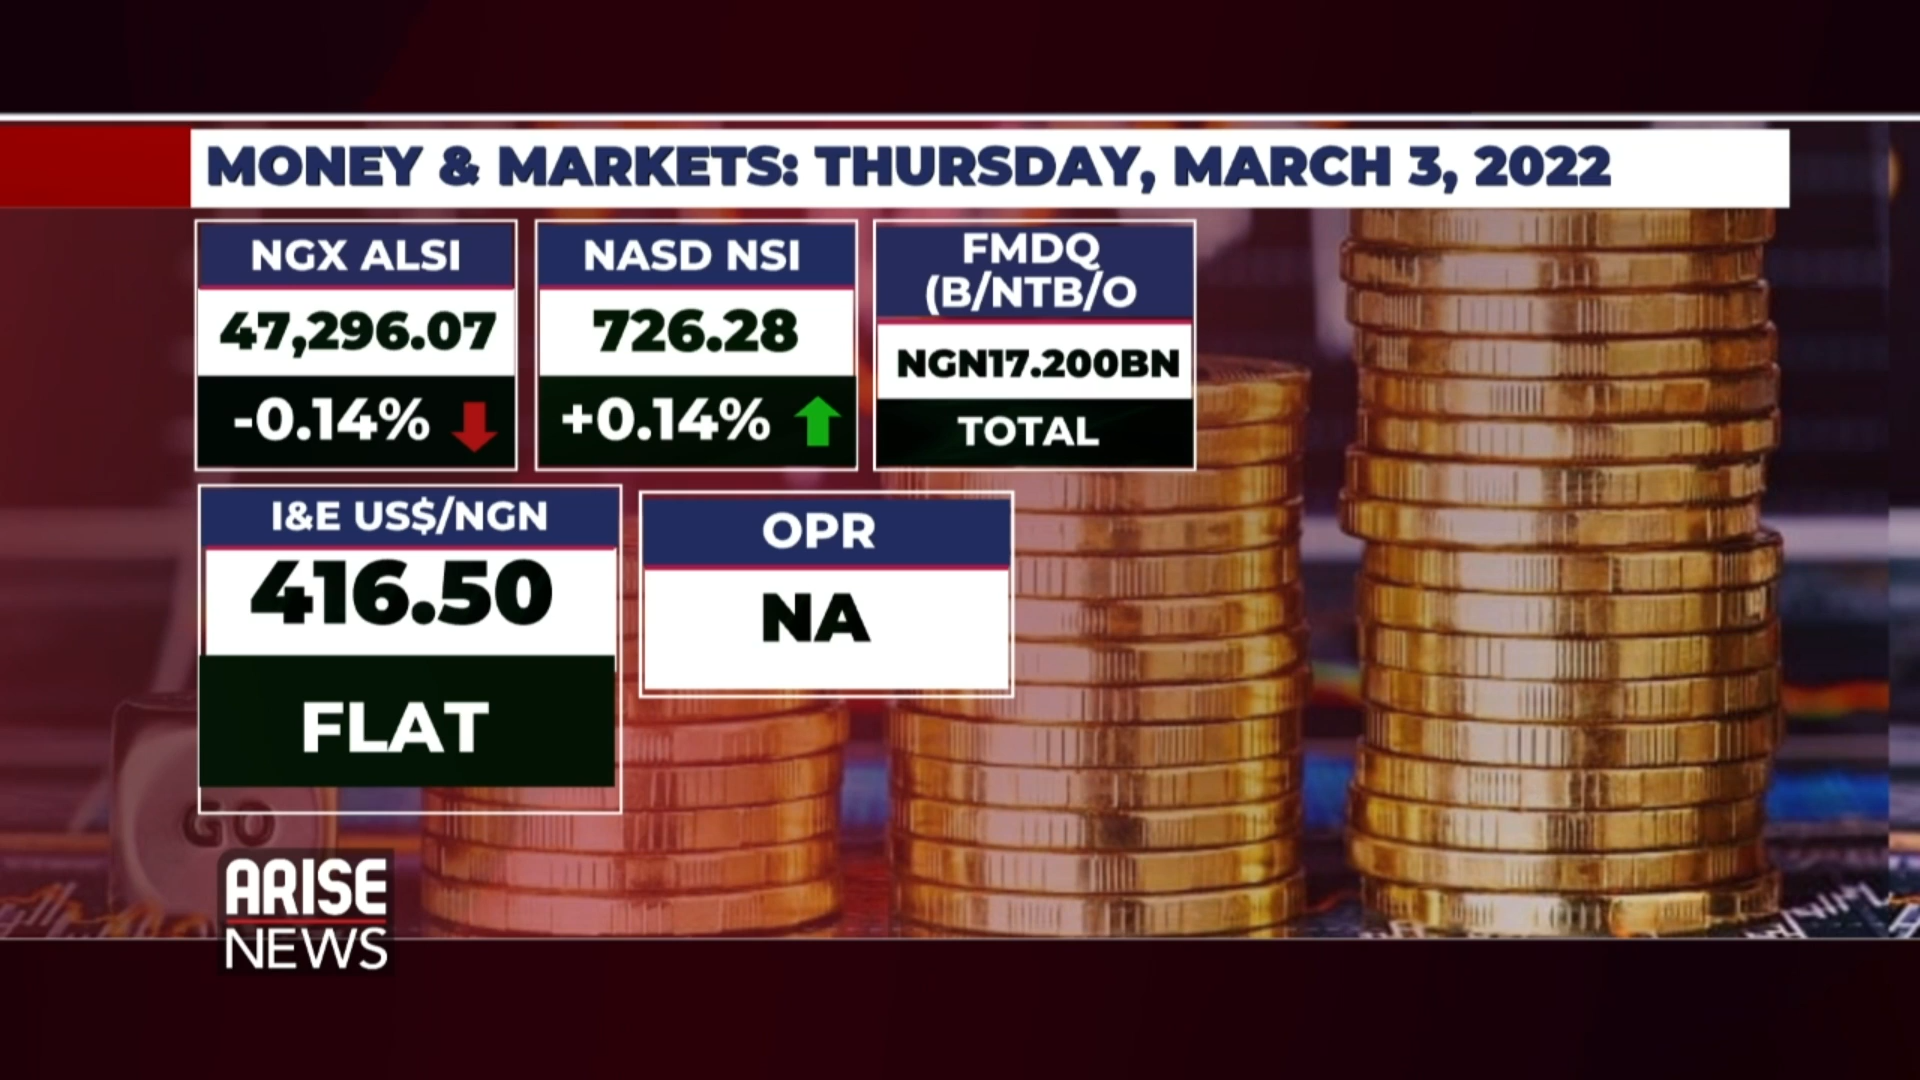 MONEY & MARKETS: THURSDAY, MARCH 3, 2022
NGX ALSI
47,296.07
-0.14%
NASD NSI
726.28
+0.14%
FMDQ
(B/NTB/O
NGN17.200BN
TOTAL
I&E US$/NGN
416.50
FLAT
OPR
NA
GO
ARISE
NEWS